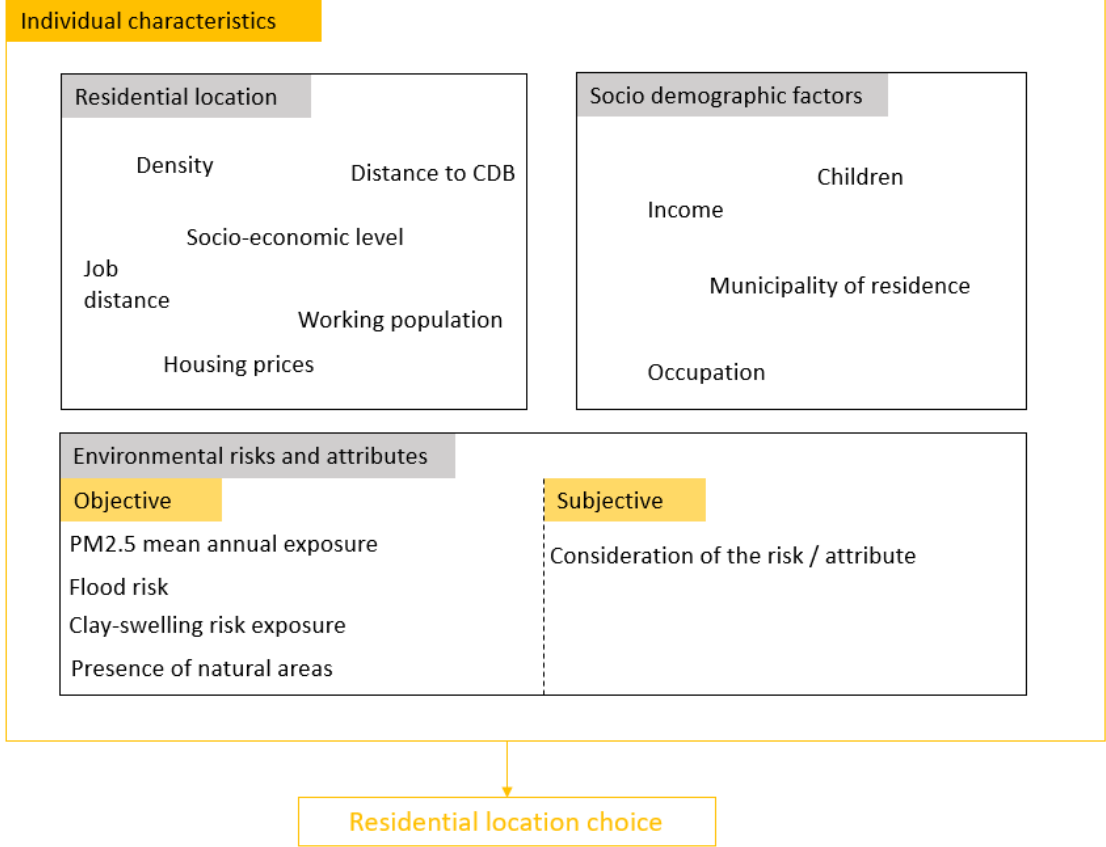 Individual characteristics
Residential location
Density
Distance to CDB
Socio-economic level
Job
distance
Working population
Housing prices
Socio demographic factors
Children
Income
Municipality of residence
Occupation
Environmental risks and attributes
Objective
PM2.5 mean annual exposure
Flood risk
Clay-swelling risk exposure
Presence of natural areas
Subjective
Consideration of the risk / attribute
Residential location choice